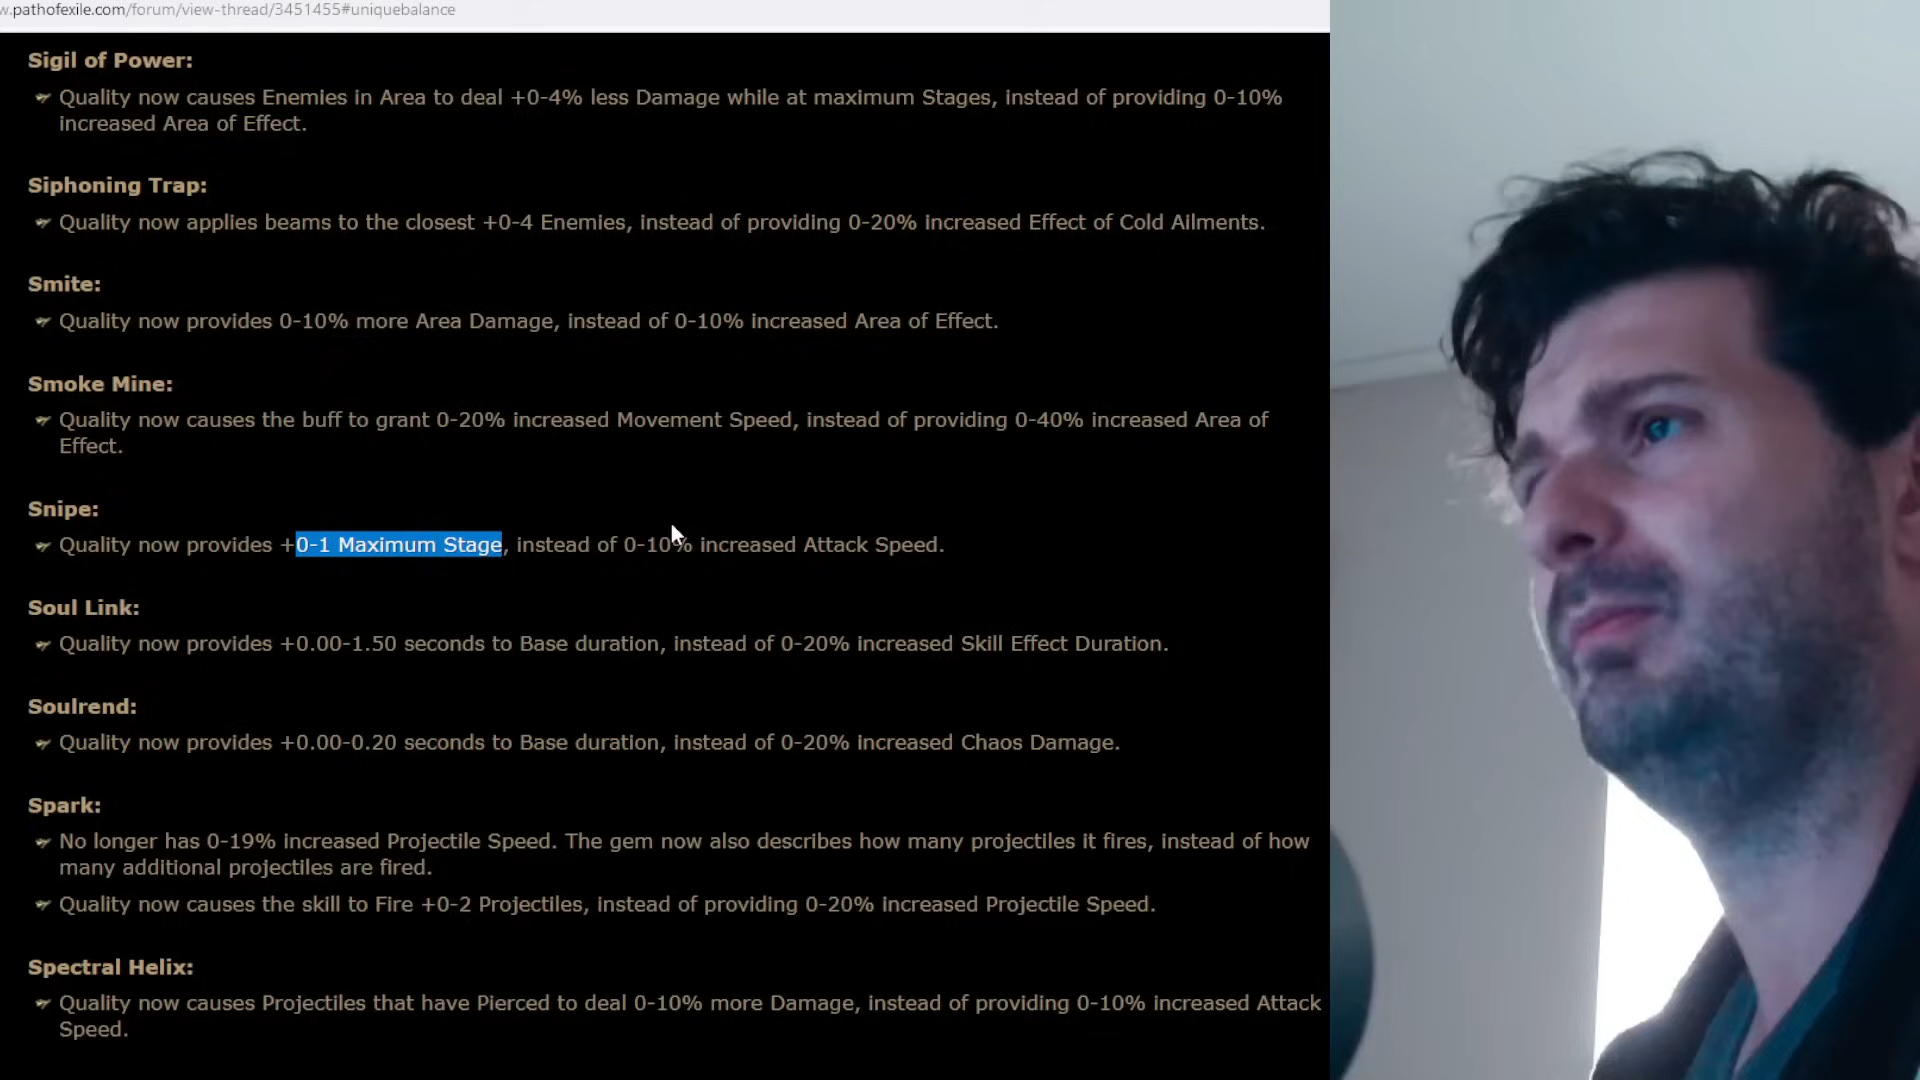 w.pathofexile.com/forum/view-thread/3451455#uniquebalance
Sigil of Power:
Quality now causes Enemies in Area to deal +0-4% less Damage while at maximum Stages, instead of providing 0-10%
increased Area of Effect.
Siphoning Trap:
Quality now applies beams to the closest +0-4 Enemies, instead of providing 0-20% increased Effect of Cold Ailments.
Smite:
Quality now provides 0-10% more Area Damage, instead of 0-10% increased Area of Effect.
Smoke Mine:
Quality now causes the buff to grant 0-20% increased Movement Speed, instead of providing 0-40% increased Area of
Effect.
Snipe:
Quality now provides +0-1 Maximum Stage, instead of 0-10% increased Attack Speed.
Soul Link:
Quality now provides +0.00-1.50 seconds to Base duration, instead of 0-20% increased Skill Effect Duration.
Soulrend:
Quality now provides +0.00-0.20 seconds to Base duration, instead of 0-20% increased Chaos Damage.
Spark:
No longer has 0-19% increased Projectile Speed. The gem now also describes how many projectiles it fires, instead of how
many additional projectiles are fired.
Quality now causes the skill to Fire +0-2 Projectiles, instead of providing 0-20% increased Projectile Speed.
Spectral Helix:
Quality now causes Projectiles that have Pierced to deal 0-10% more Damage, instead of providing 0-10% increased Attack
Speed.